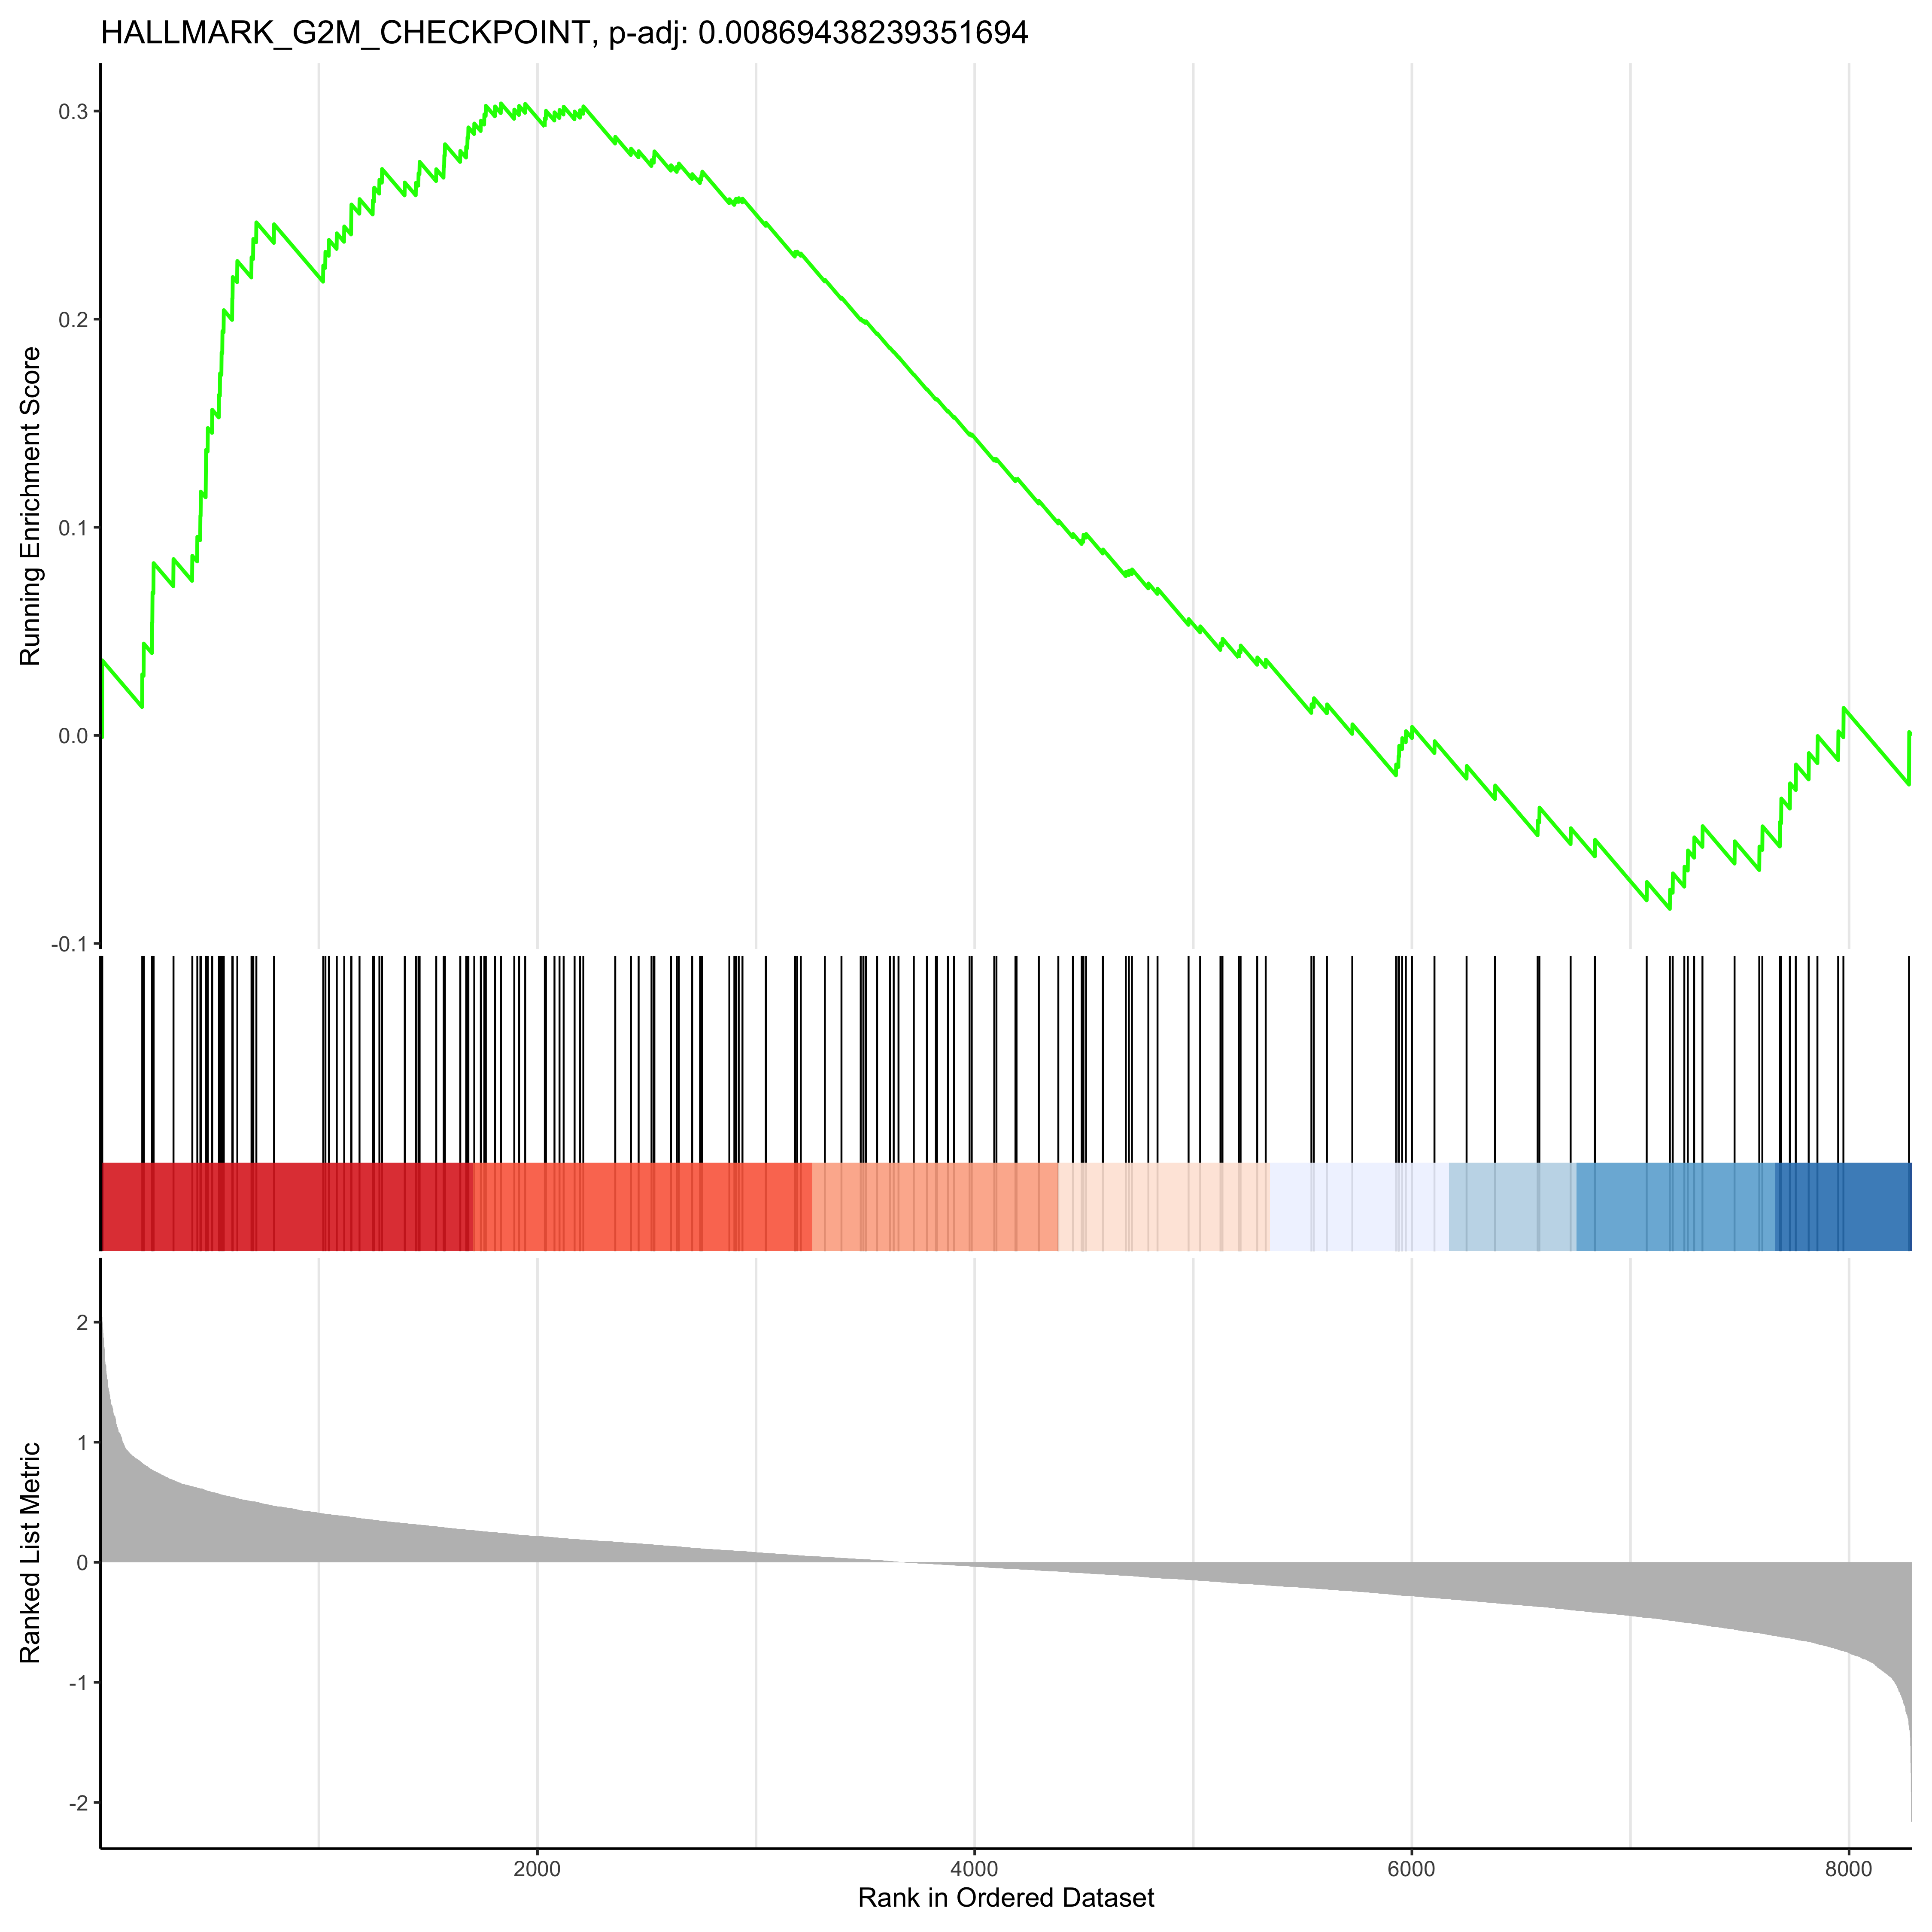 HALLMARK_G2M_CHECKPOINT, p-adj: 0.00869438239351694
0.3
0.2
0.1
0.0
-0.1
Running Enrichment Score
2
1
0
-1
-2
Ranked List Metric
2000 4000 6000 8000
Rank in Ordered Dataset